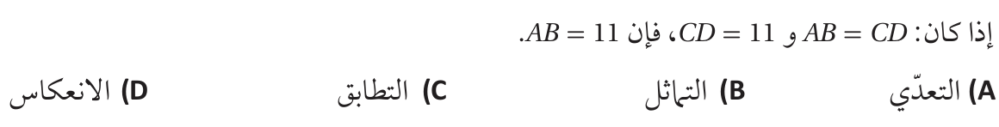 إذا كان: AB = CD و CD = 11، فإن AB = 11.
A) التعدّي B) التماثل C) التطابق D) الانعكاس